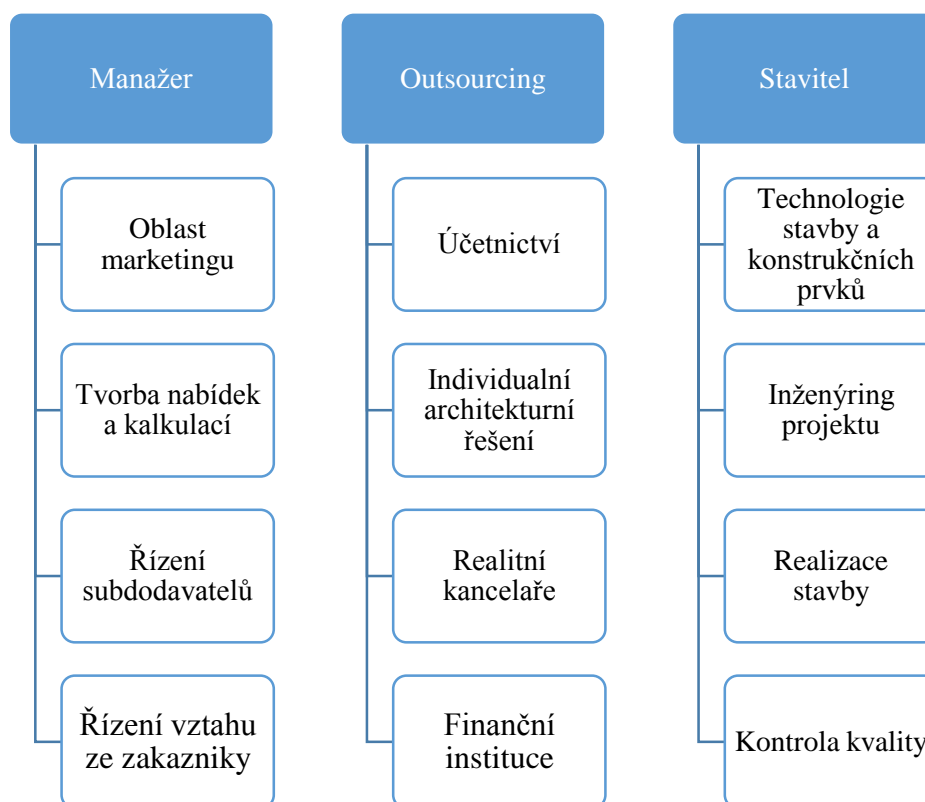 Manažer
Oblast
marketingu
Tvorba nabídek
a kalkulací
Řízení
subdodavatelů
Řízení vztahu
ze zakazniky
Outsourcing
Účetnictví
Individualní
architekturní
řešení
Realitní
kancelaře
Finanční
instituce
Stavitel
Technologie
stavby a
konstrukčních
prvků
Inženýring
projektu
Realizace
stavby
Kontrola kvality